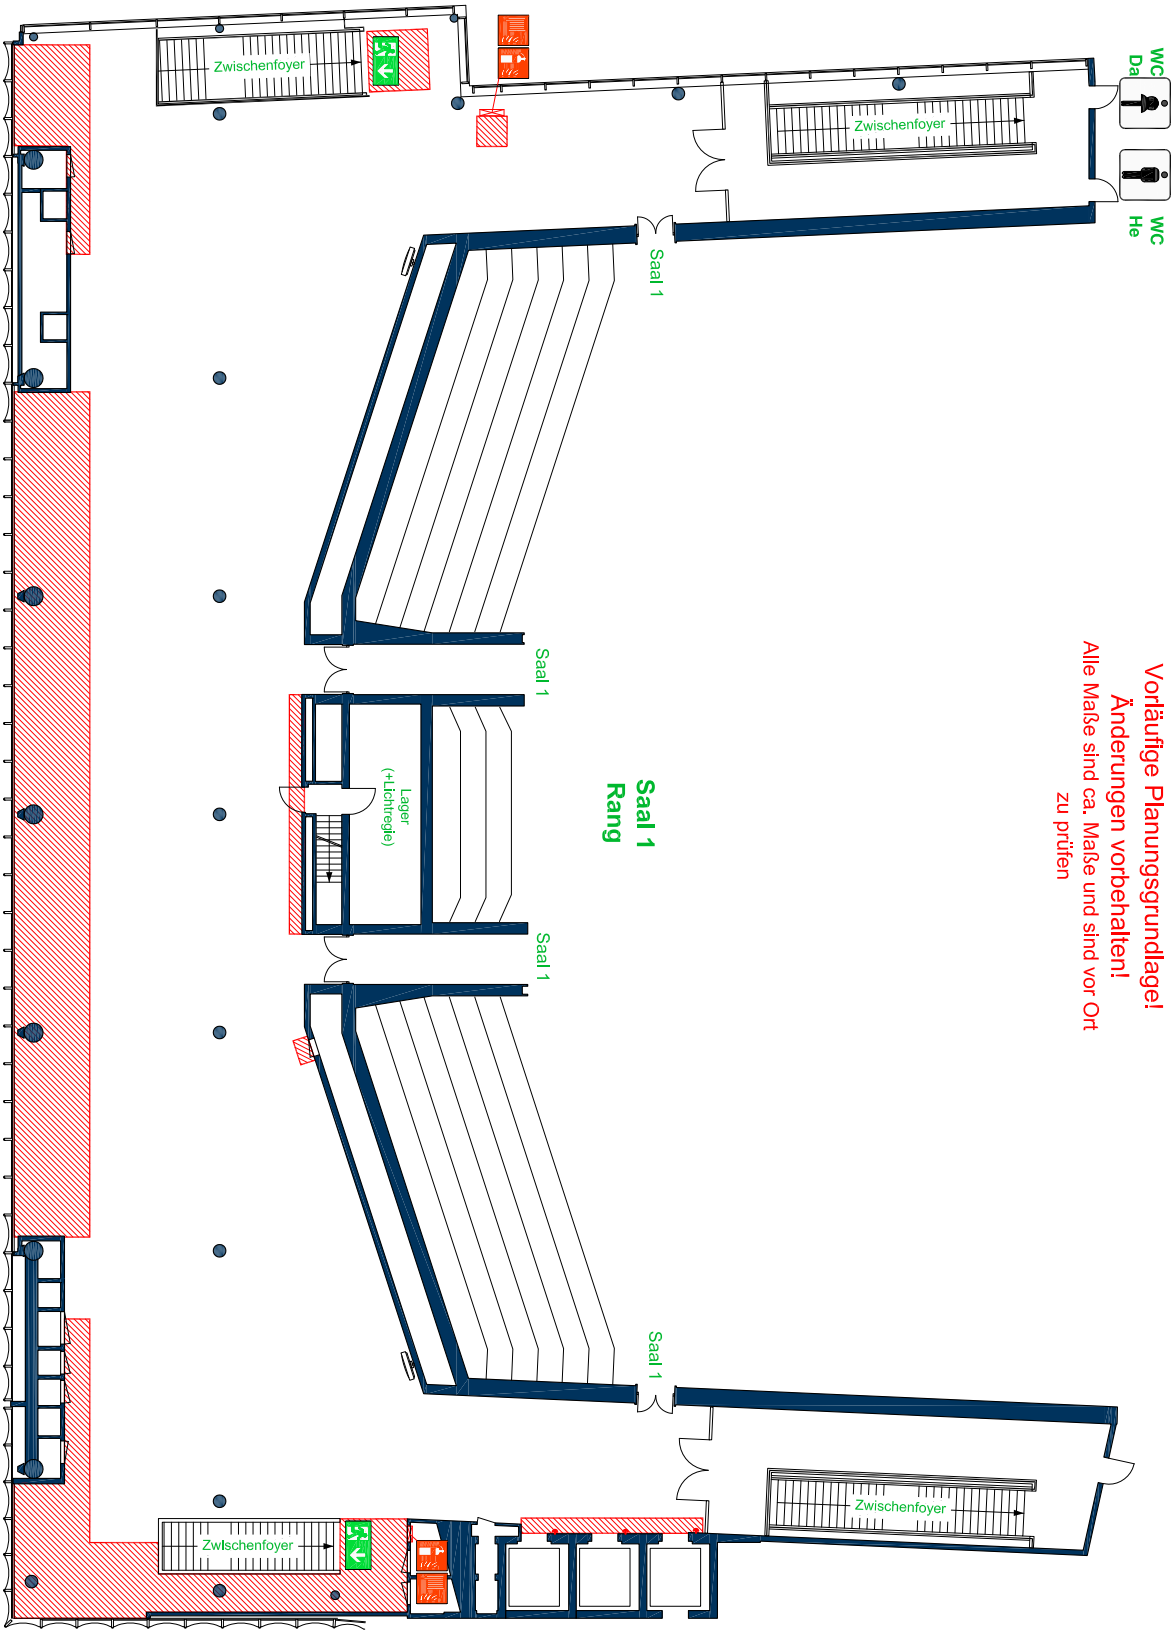 Zwischenfoyer
Zwischenfoyer
WC
Da
WC
He
Saal 1
Vorläufige Planungsgrundlage!
Änderungen vorbehalten!
Alle Maße sind ca. Maße und sind vor Ort
zu prüfen
Saal 1
Saal 1
Rang
Lager
(+Lichtregie)
Saal 1
Saal 1
Zwischenfoyer
Zwischenfoyer